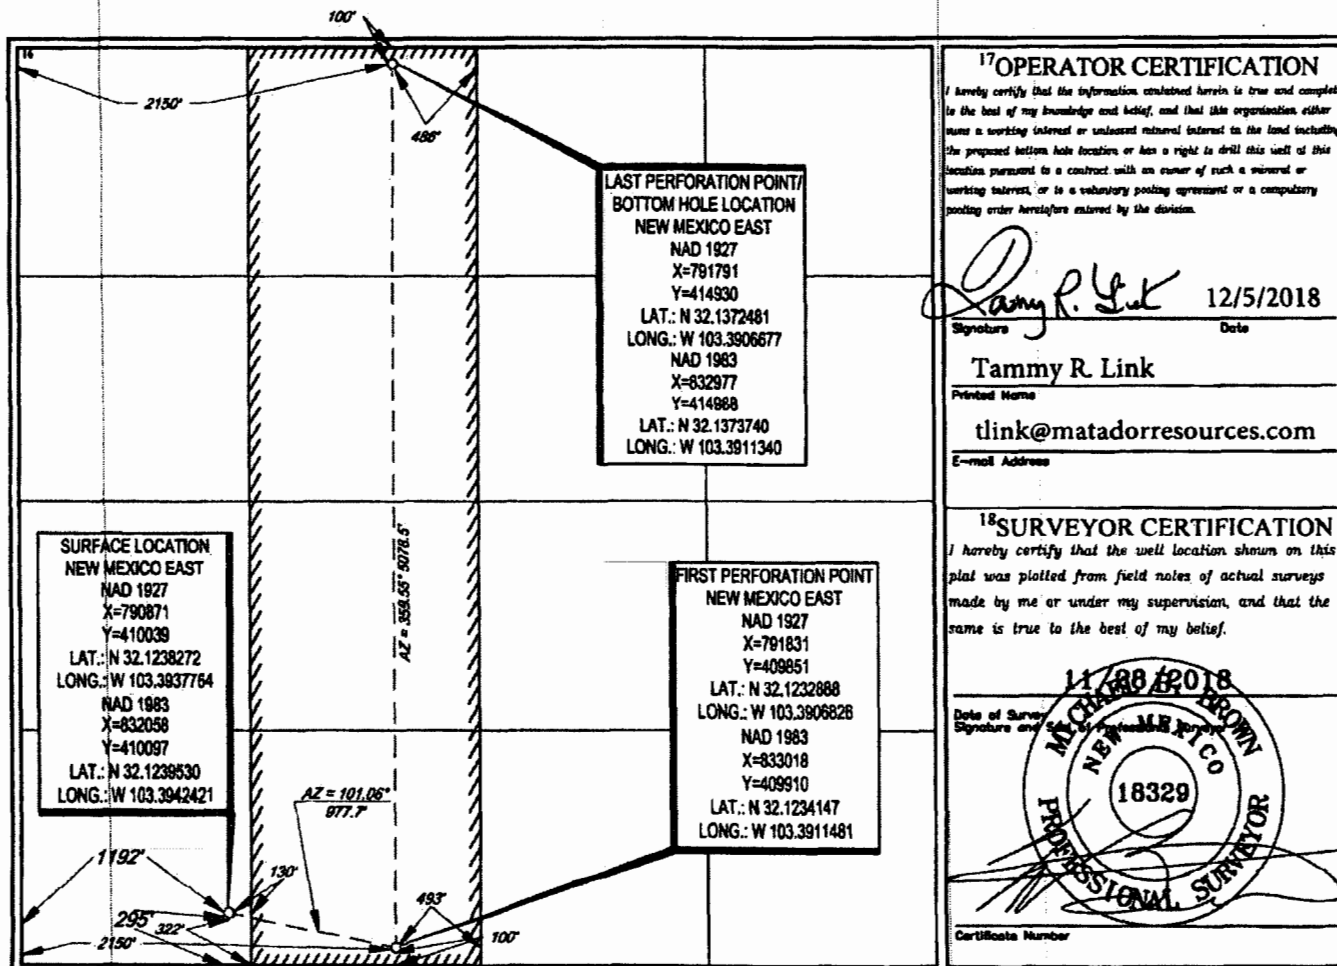 100'
16
2150'
486'
LAST PERFORATION POINT/
BOTTOM HOLE LOCATION
NEW MEXICO EAST
NAD 1927
X=791791
Y=414930
LAT.: N 32.1372481
LONG.: W 103.3906677
NAD 1983
X=832977
Y=414988
LAT.: N 32.1373740
LONG.: W 103.3911340
AZ = 359.55° 5078.5'
SURFACE LOCATION
NEW MEXICO EAST
NAD 1927
X=790871
Y=410039
LAT.: N 32.1238272
LONG.: W 103.3937754
NAD 1983
X=832058
Y=410097
LAT.: N 32.1239530
LONG.: W 103.3942421
FIRST PERFORATION POINT
NEW MEXICO EAST
NAD 1927
X=791831
Y=409851
LAT.: N 32.1232888
LONG.: W 103.3906826
NAD 1983
X=833018
Y=409910
LAT.: N 32.1234147
LONG.: W 103.3911481
AZ = 101.06°
977.7'
1192'
130'
295'
322'
2150'
493'
100'
17 OPERATOR CERTIFICATION
I hereby certify that the information contained herein is true and complete
to the best of my knowledge and belief, and that this organization either
owns a working interest or unleased mineral interest in the land including
the proposed bottom hole location or has a right to drill this well at this
location pursuant to a contract with an owner of such a mineral or
working interest, or to a voluntary pooling agreement or a compulsory
pooling order heretofore entered by the division.
Tammy R. Link 12/5/2018
Signature Date
Tammy R. Link
Printed Name
tlink@matadorresources.com
E-mail Address
18 SURVEYOR CERTIFICATION
I hereby certify that the well location shown on this
plat was plotted from field notes of actual surveys
made by me or under my supervision, and that the
same is true to the best of my belief.
11/28/2018
Date of Survey
Signature and Seal of Professional Surveyor
MICHAEL B. BROWN
NEW MEXICO
18329
PROFESSIONAL SURVEYOR
Certificate Number